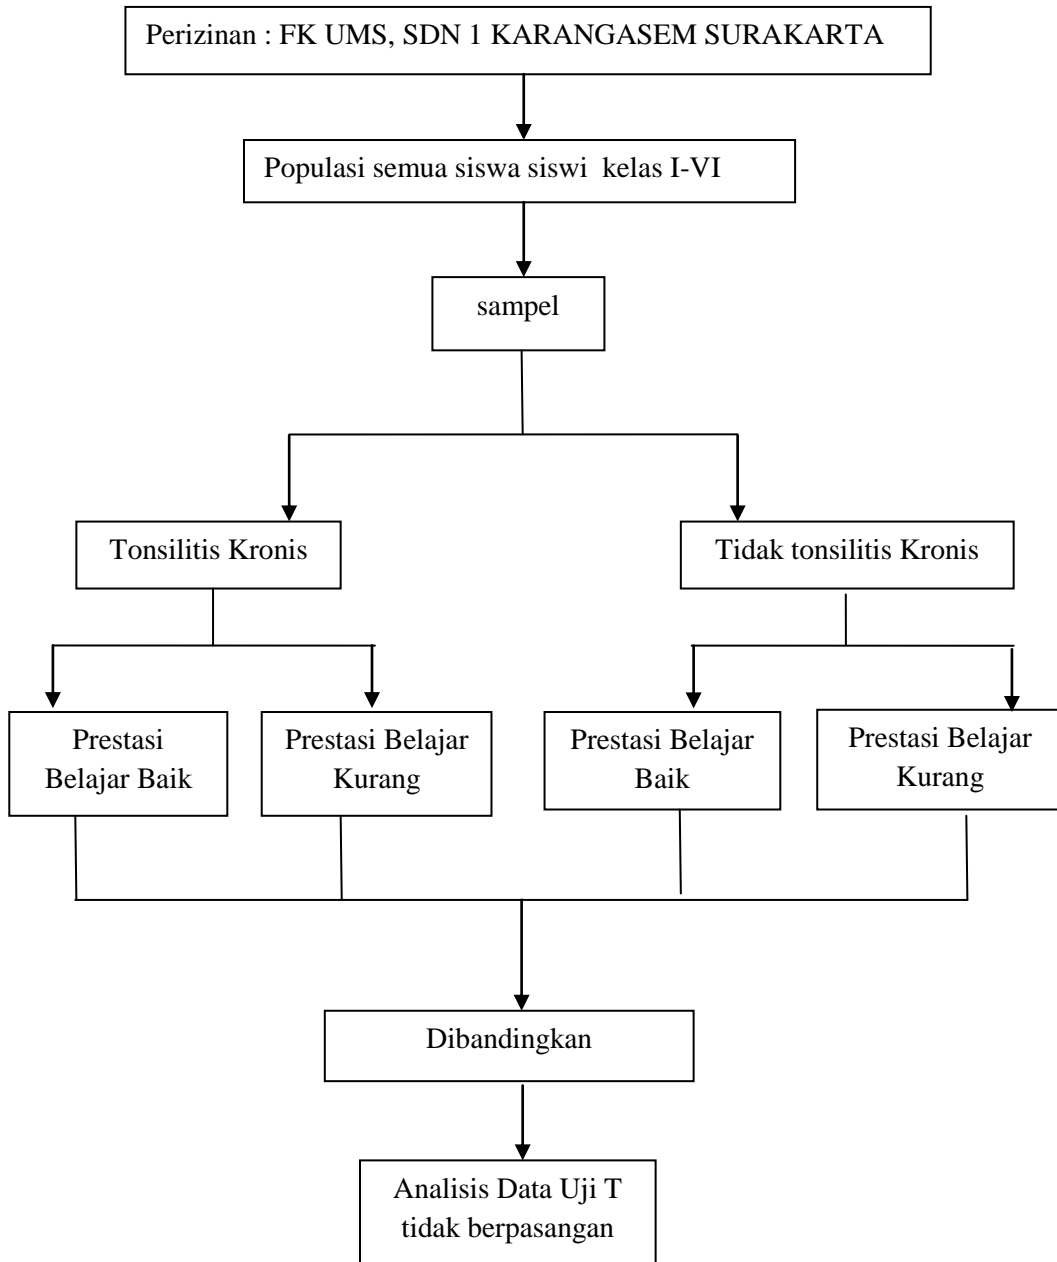 Perizinan : FK UMS, SDN 1 KARANGASEM SURAKARTA
Populasi semua siswa siswi kelas I-VI
sampel
Tonsilitis Kronis
Tidak tonsilitis Kronis
Prestasi
Belajar Baik
Prestasi Belajar
Kurang
Prestasi Belajar
Baik
Prestasi Belajar
Kurang
Dibandingkan
Analisis Data Uji T
tidak berpasangan